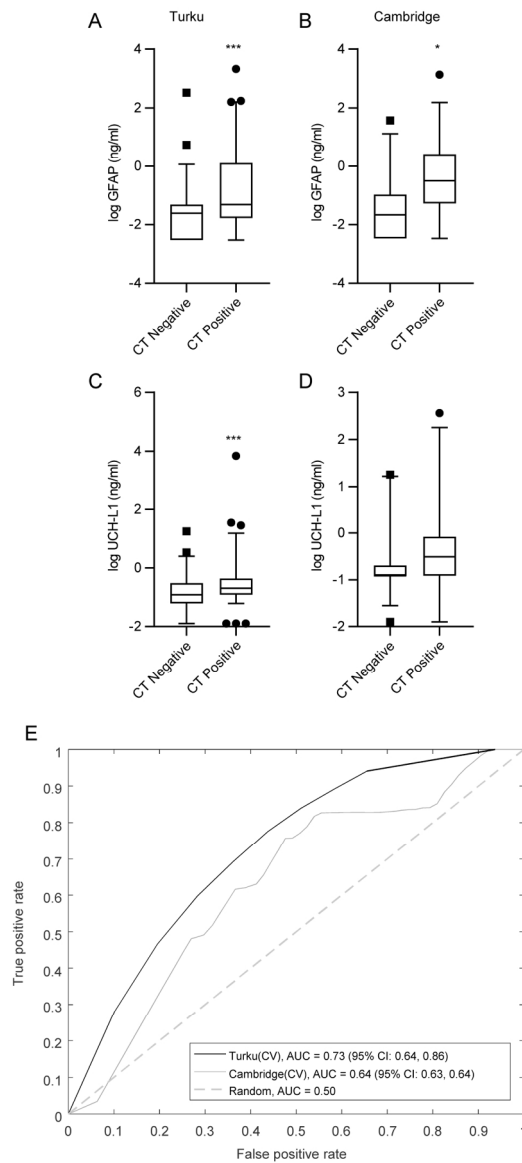 A Turku B Cambridge
*** *
4 4
2 2
0 0
-2 -2
-4 -4
log GFAP (ng/ml) log GFAP (ng/ml)
CT Negative CT Positive CT Negative CT Positive
C D
6 3
4 2
*** 
2 1
0 -0
-1
-2 -2
log UCH-L1 (ng/ml) log UCH-L1 (ng/ml)
CT Negative CT Positive CT Negative CT Positive
E
1
0.9
0.8
0.7
0.6
0.5
0.4
0.3
0.2
0.1
0
True positive rate
Turku(CV), AUC = 0.73 (95% CI: 0.64, 0.86)
Cambridge(CV), AUC = 0.64 (95% CI: 0.63, 0.64)
Random, AUC = 0.50
0 0.1 0.2 0.3 0.4 0.5 0.6 0.7 0.8 0.9 1
False positive rate